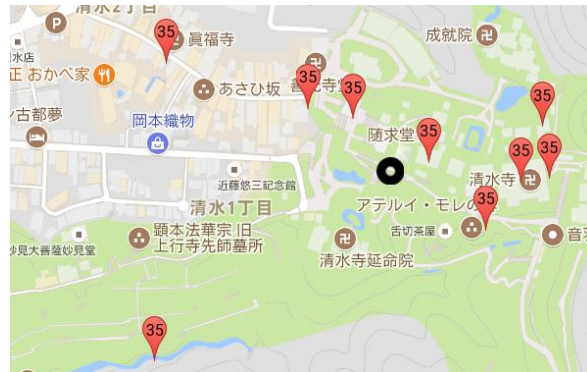 清水2丁目
眞福寺
成就院
35
水店
35
35
35
正 おかべ家
あさひ坂
35
ン古都夢
岡本織物
随求堂
35
35
35
近藤悠三記念館
清水寺
清水1丁目
アテルイ・モレの
35
舌切茶屋
顕本法華宗 旧
上行寺先師墓所
見大菩薩妙見堂
清水寺延命院
音
35